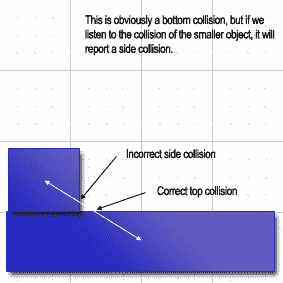 This is obviously a bottom collision, but if we
listen to the collision of the smaller object, it will
report a side collision.
Incorrect side collision
Correct top collision